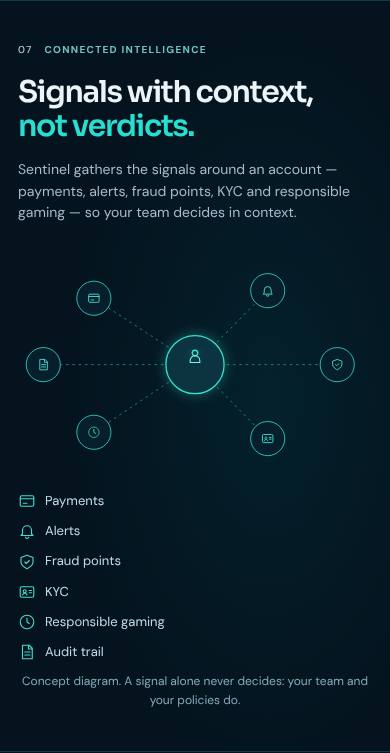 07 CONNECTED INTELLIGENCE
Signals with context,
not verdicts.
Sentinel gathers the signals around an account —
payments, alerts, fraud points, KYC and responsible
gaming — so your team decides in context.
Payments
Alerts
Fraud points
KYC
Responsible gaming
Audit trail
Concept diagram. A signal alone never decides: your team and
your policies do.